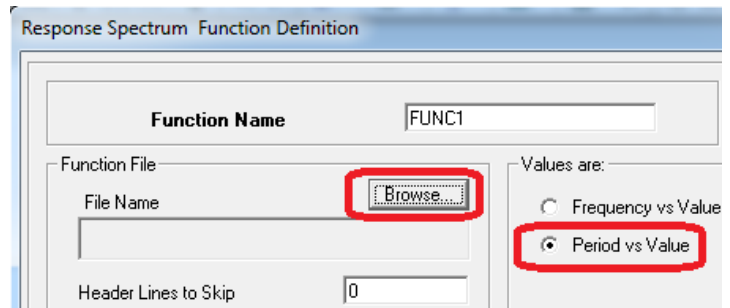 Response Spectrum Function Definition
Function Name
FUNC1
Function File
File Name
Browse...
Header Lines to Skip
0
Values are:
Frequency vs Value
Period vs Value